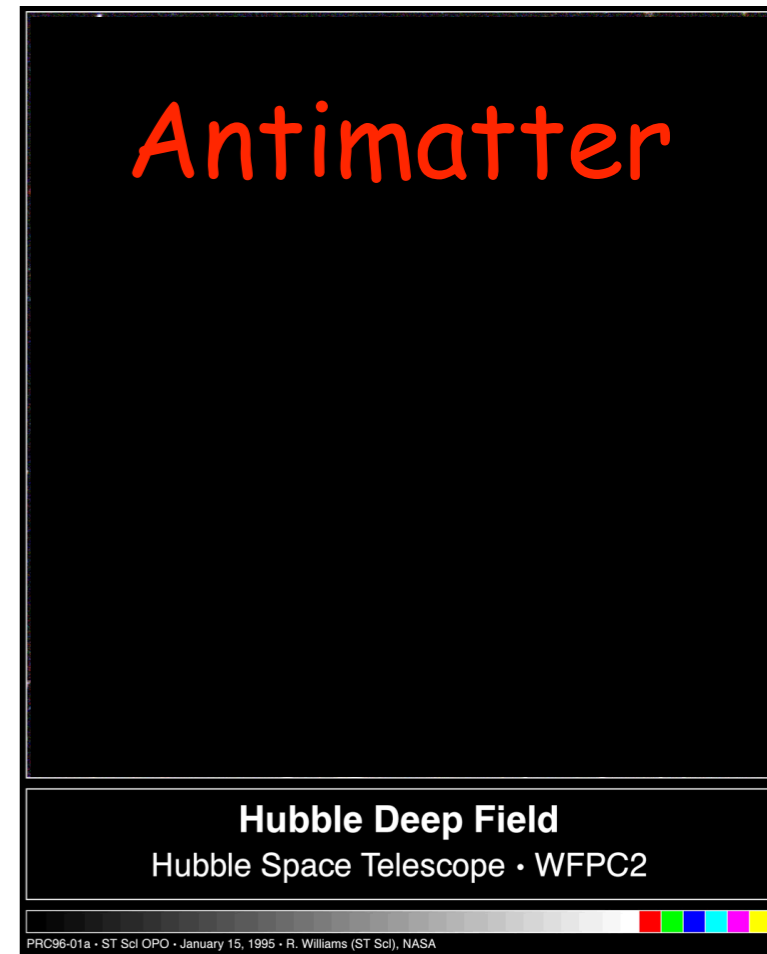 Antimatter
Hubble Deep Field
Hubble Space Telescope • WFPC2
PRC96-01a • ST ScI OPO • January 15, 1995 • R. Williams (ST ScI), NASA